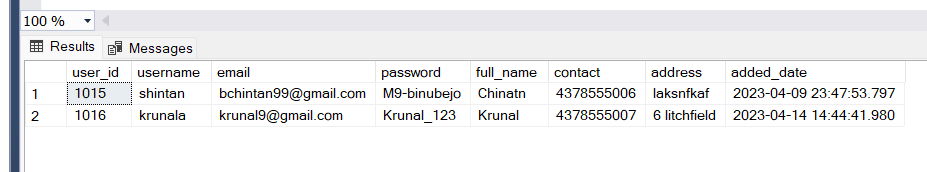 100 %
Results Messages
user_id username email password full_name contact address added_date
1 1015 shintan bchintan99@gmail.com M9-binubejo Chinatn 4378555006 laksnfkaf 2023-04-09 23:47:53.797
2 1016 krunala krunal9@gmail.com Krunal_123 Krunal 4378555007 6 litchfield 2023-04-14 14:44:41.980